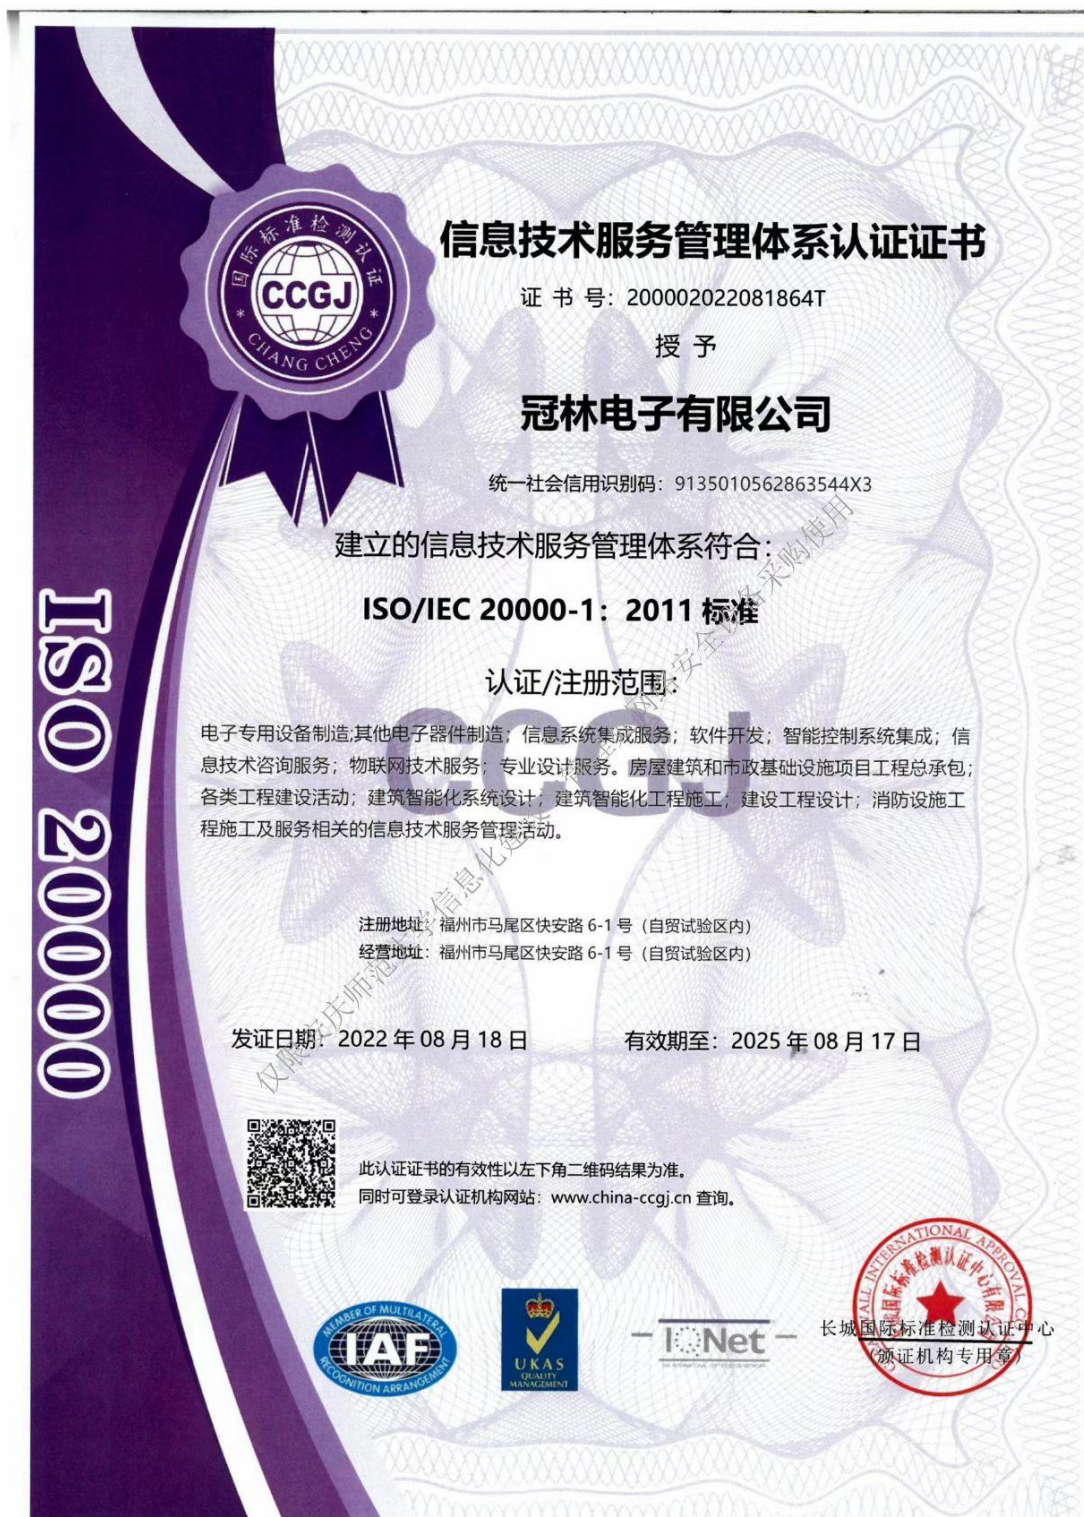 国际标准检测认证
CCGJ
* CHANG CHENG *
信息技术服务管理体系认证证书
证 书 号：200002022081864T
授 予
冠林电子有限公司
统一社会信用识别码：9135010562863544X3
建立的信息技术服务管理体系符合：
ISO/IEC 20000-1：2011 标准
认证/注册范围：
CCGJ
电子专用设备制造;其他电子器件制造；信息系统集成服务；软件开发；智能控制系统集成；信
息技术咨询服务；物联网技术服务；专业设计服务。房屋建筑和市政基础设施项目工程总承包；
各类工程建设活动；建筑智能化系统设计；建筑智能化工程施工；建设工程设计；消防设施工
程施工及服务相关的信息技术服务管理活动。
注册地址：福州市马尾区快安路 6-1 号（自贸试验区内）
经营地址：福州市马尾区快安路 6-1 号（自贸试验区内）
发证日期：2022 年 08 月 18 日
有效期至：2025 年 08 月 17 日
ISO 20000
此认证证书的有效性以左下角二维码结果为准。
同时可登录认证机构网站：www.china-ccgj.cn 查询。
MEMBER OF MULTILATERAL
IAF
RECOGNITION ARRANGEMENT
UKAS
QUALITY
MANAGEMENT
IQNet
长城国际标准检测认证中心
（颁证机构专用章）